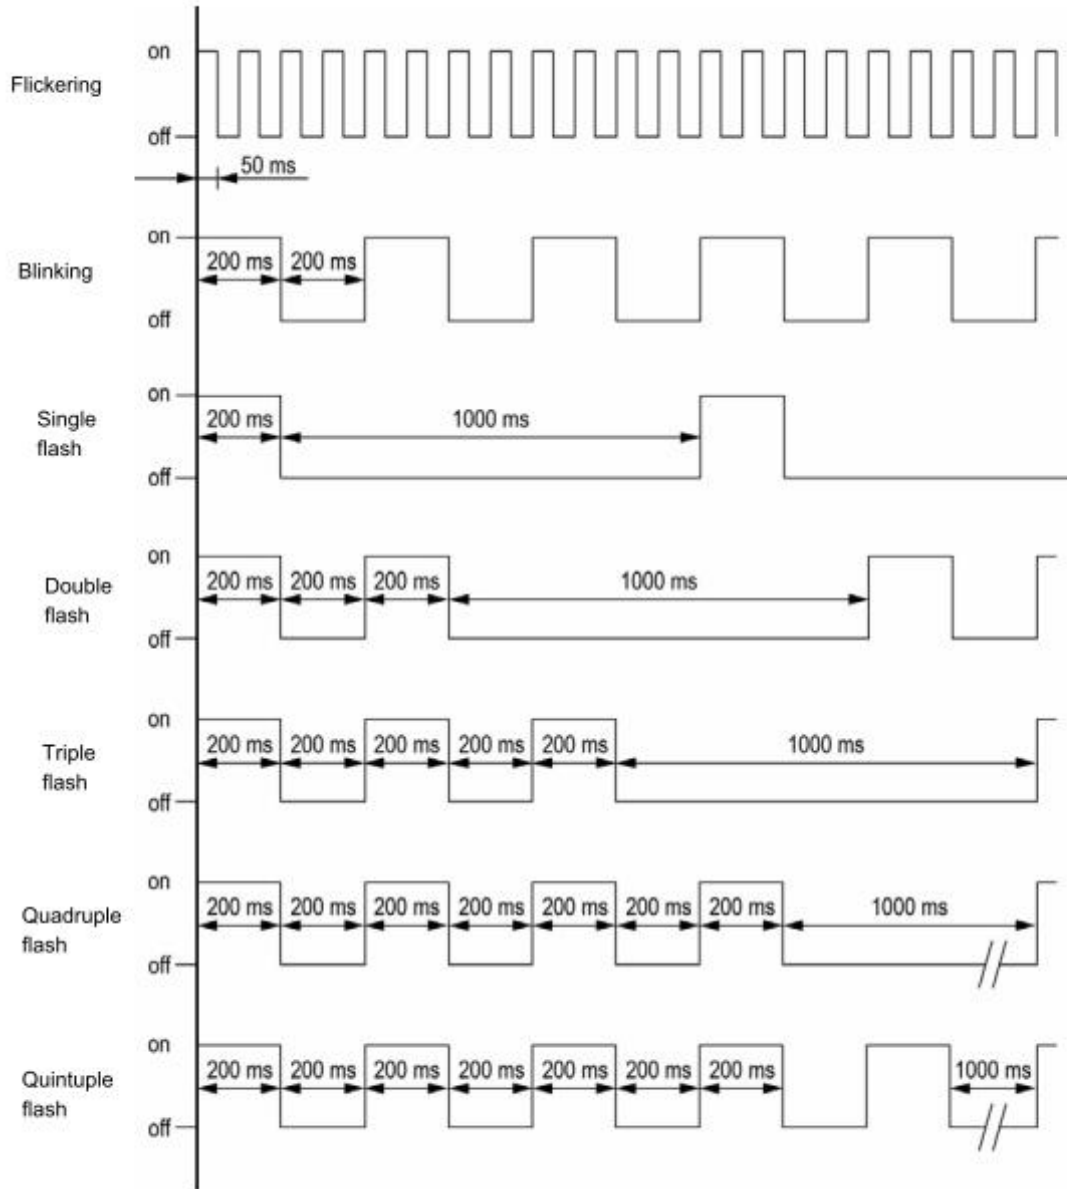 on
Flickering
off
50 ms
on
200 ms 200 ms
Blinking
off
on
Single
flash
200 ms 1000 ms
off
on
Double
flash
200 ms 200 ms 200 ms 1000 ms
off
on
Triple
flash
200 ms 200 ms 200 ms 200 ms 200 ms 1000 ms
off
on
Quadruple
flash
200 ms 200 ms 200 ms 200 ms 200 ms 200 ms 200 ms 1000 ms
off
on
Quintuple
flash
200 ms 200 ms 200 ms 200 ms 200 ms 200 ms 200 ms 1000 ms
off